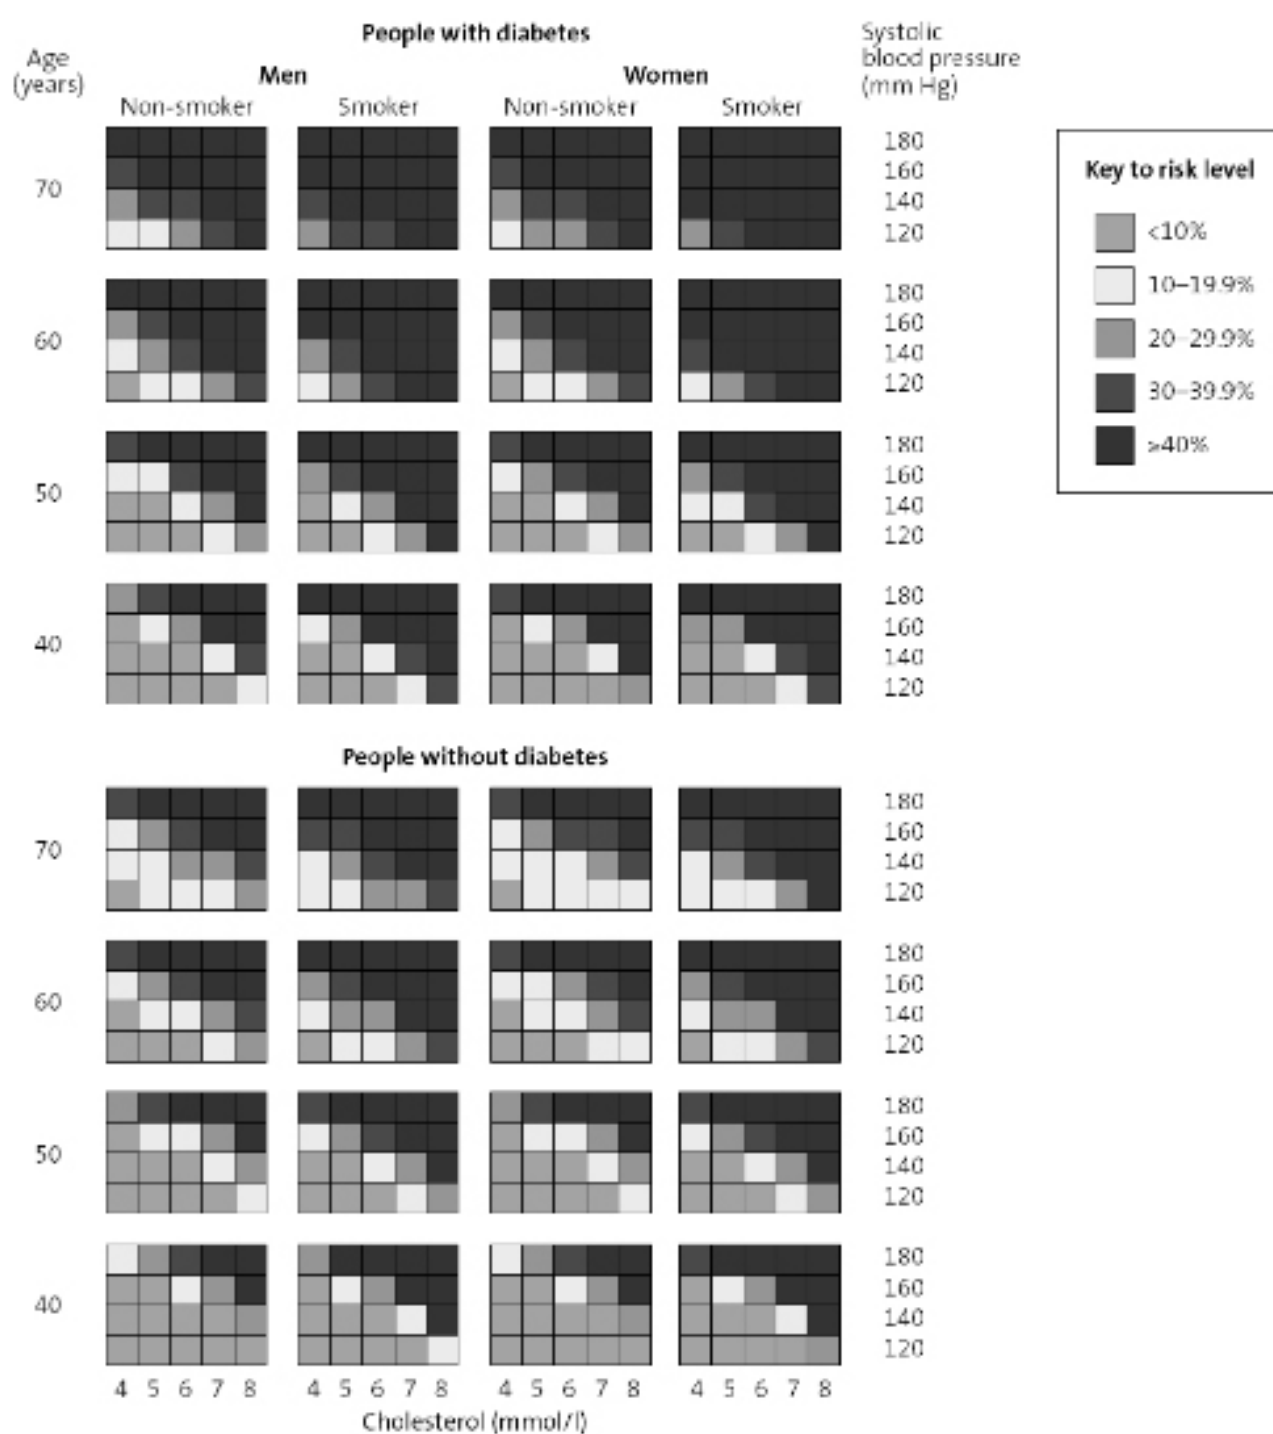 People with diabetes
Age
(years)
Men
Women
Systolic
blood pressure
(mm Hg)
Non-smoker
Smoker
Non-smoker
Smoker
70
180
160
140
120
60
180
160
140
120
50
180
160
140
120
40
180
160
140
120
Key to risk level
<10%
10–19.9%
20–29.9%
30–39.9%
≥40%
People without diabetes
70
180
160
140
120
60
180
160
140
120
50
180
160
140
120
40
180
160
140
120
4 5 6 7 8
4 5 6 7 8
4 5 6 7 8
4 5 6 7 8
Cholesterol (mmol/l)